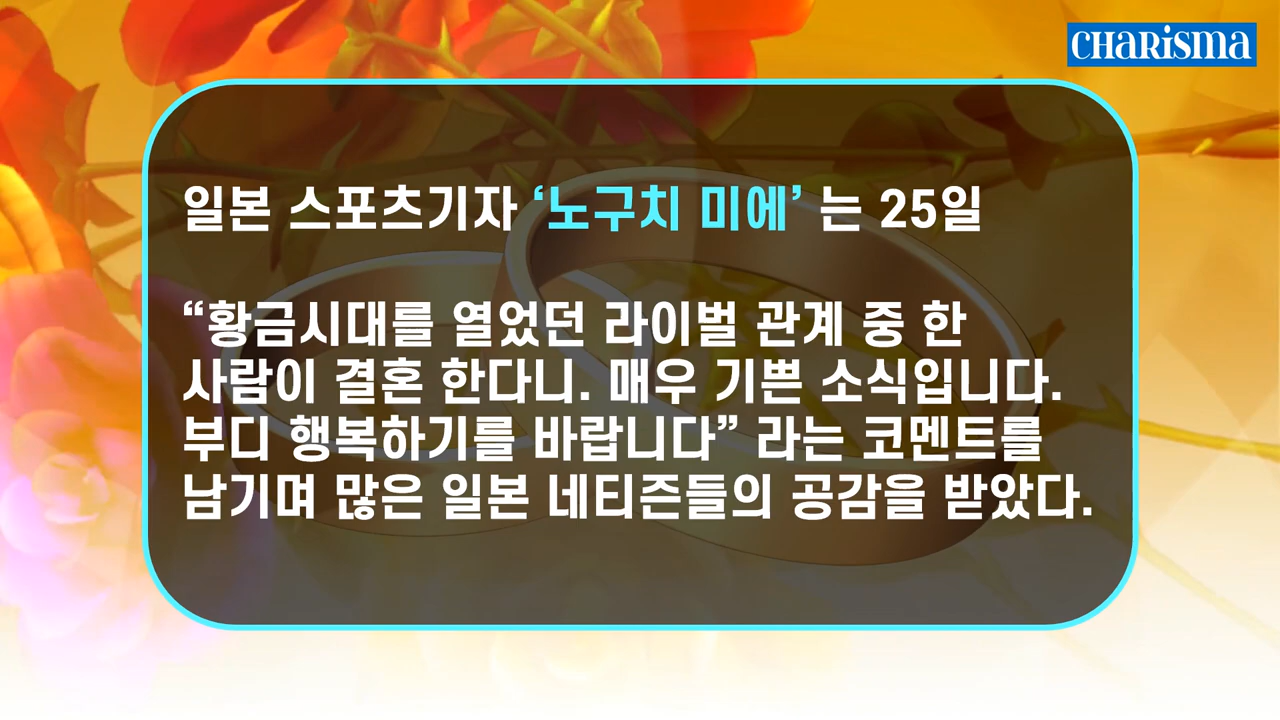 CHARiSMa
일본 스포츠기자 ‘노구치 미에’ 는 25일
“황금시대를 열었던 라이벌 관계 중 한
사람이 결혼 한다니. 매우 기쁜 소식입니다.
부디 행복하기를 바랍니다” 라는 코멘트를
남기며 많은 일본 네티즌들의 공감을 받았다.